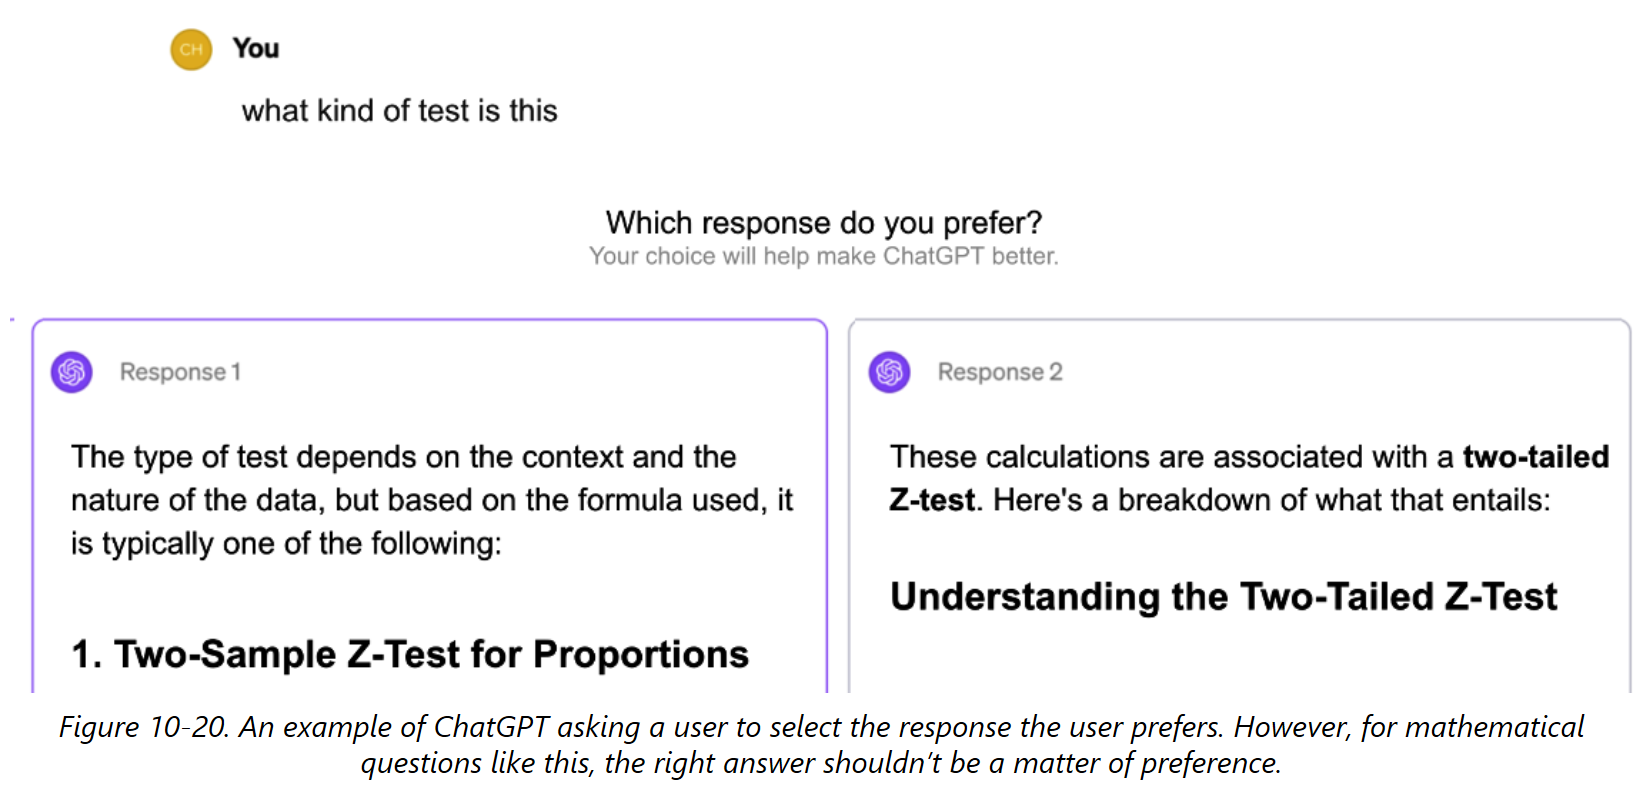 CH
You
what kind of test is this
Which response do you prefer?
Your choice will help make ChatGPT better.
Response 1
The type of test depends on the context and the
nature of the data, but based on the formula used, it
is typically one of the following:
1. Two-Sample Z-Test for Proportions
Response 2
These calculations are associated with a two-tailed
Z-test. Here's a breakdown of what that entails:
Understanding the Two-Tailed Z-Test
Figure 10-20. An example of ChatGPT asking a user to select the response the user prefers. However, for mathematical
questions like this, the right answer shouldn’t be a matter of preference.